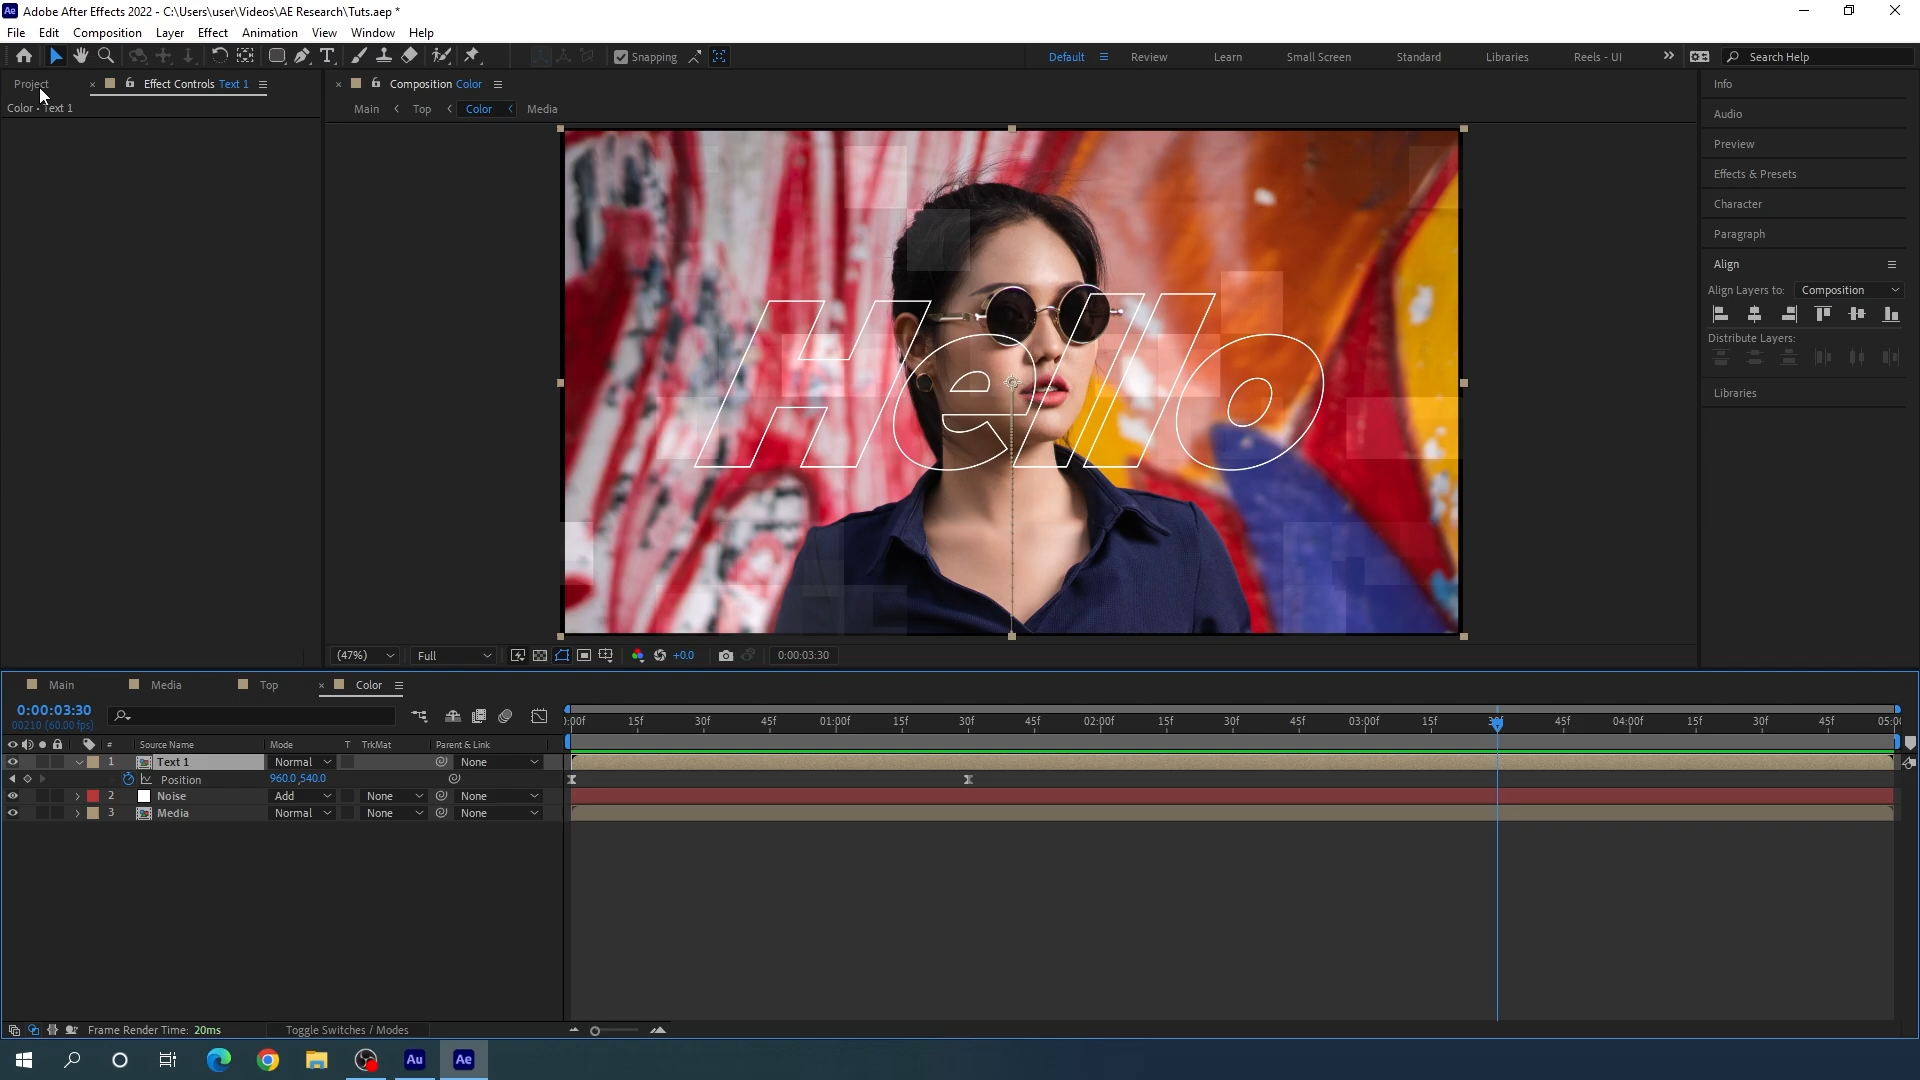 Ae Adobe After Effects 2022 - C:\Users\user\Videos\AE Research\Tuts.aep *
File Edit Composition Layer Effect Animation View Window Help
Snapping Default Review Learn Small Screen Standard Libraries Reels - UI Search Help
Project Effect Controls Text 1
Color • Text 1
Composition Color
Main Top Color Media
Info
Audio
Preview
Effects & Presets
Character
Paragraph
Align
Align Layers to: Composition
Distribute Layers:
Libraries
Hello
(47%) Full +0.0 0:00:03:30
Main Media Top Color
0:00:03:30
00210 (60.00 fps)
:00f 15f 30f 45f 01:00f 15f 30f 45f 02:00f 15f 30f 45f 03:00f 15f 30f 45f 04:00f 15f 30f 45f 05:0
# Source Name Mode T TrkMat Parent & Link
1 Text 1 Normal None
Position 960.0,540.0
2 Noise Add None None
3 Media Normal None None
Frame Render Time: 20ms Toggle Switches / Modes
Au Ae